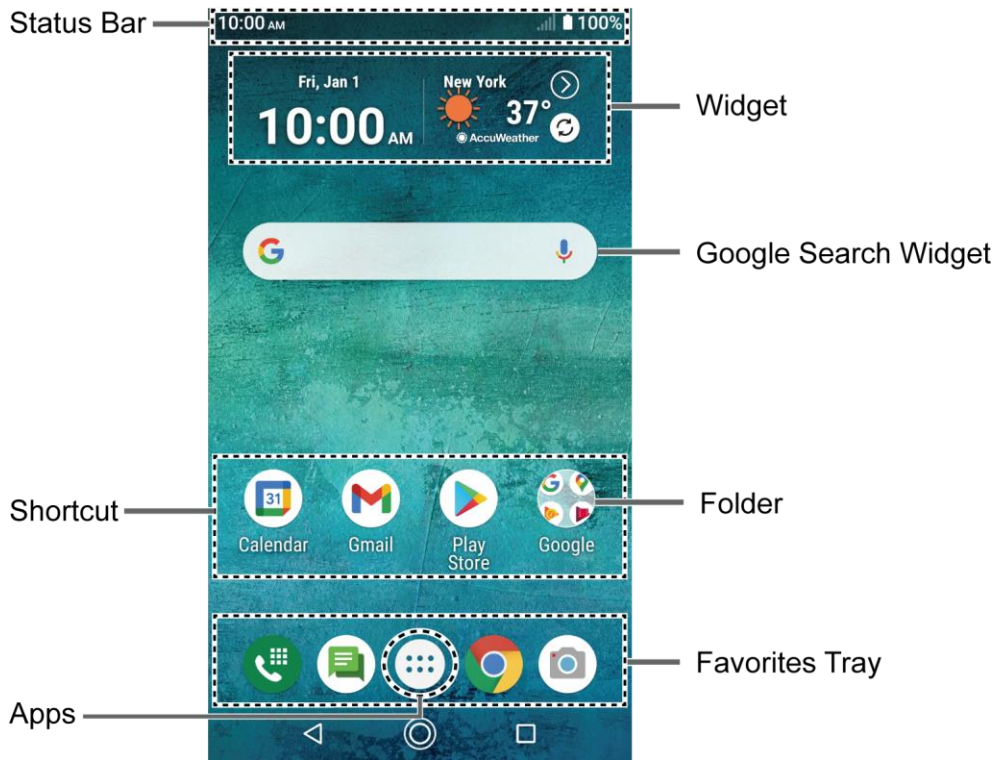 Status Bar
10:00 AM
100%
Fri, Jan 1
10:00 AM
New York
37°
AccuWeather
Widget
G
Google Search Widget
Shortcut
31
Calendar
Gmail
Play
Store
Google
Folder
Favorites Tray
Apps